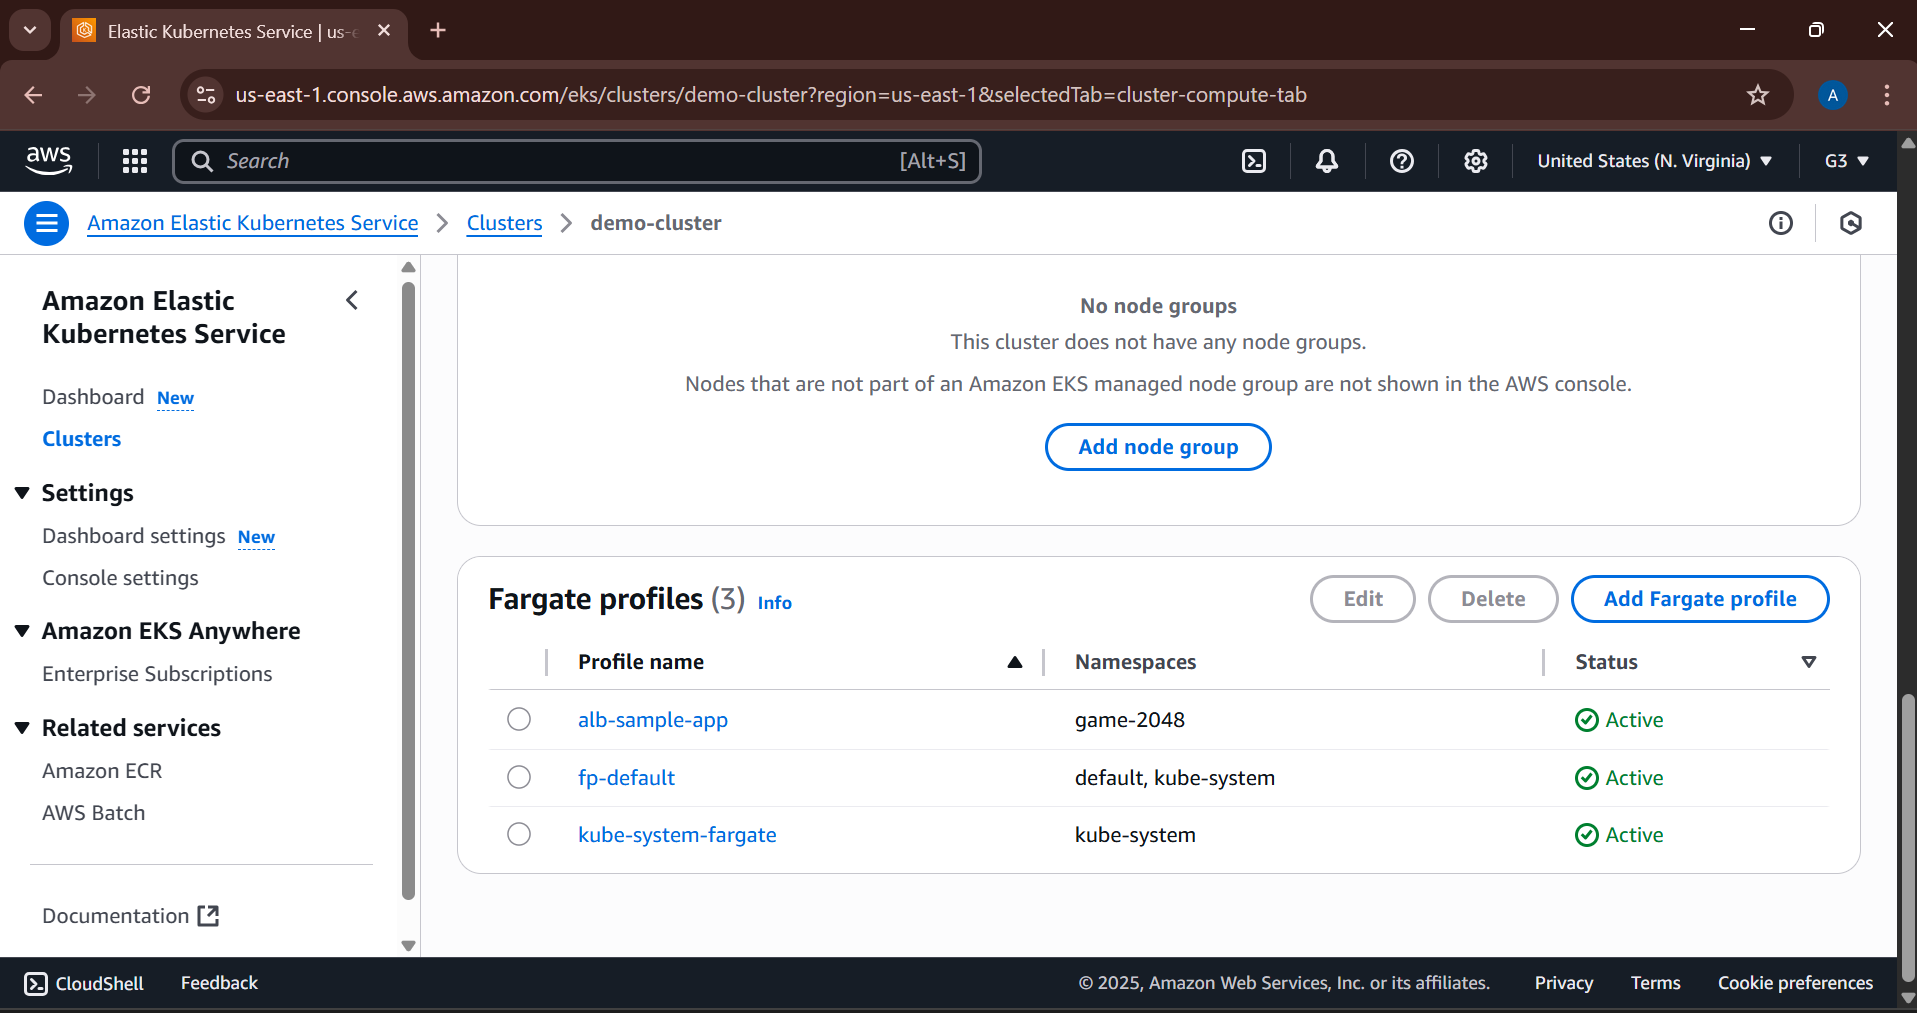 Elastic Kubernetes Service | us-e
us-east-1.console.aws.amazon.com/eks/clusters/demo-cluster?region=us-east-1&selectedTab=cluster-compute-tab
A
aws
Search
[Alt+S]
United States (N. Virginia)
G3
Amazon Elastic Kubernetes Service
Clusters
demo-cluster
Amazon Elastic
Kubernetes Service
Dashboard New
Clusters
Settings
Dashboard settings New
Console settings
Amazon EKS Anywhere
Enterprise Subscriptions
Related services
Amazon ECR
AWS Batch
Documentation
No node groups
This cluster does not have any node groups.
Nodes that are not part of an Amazon EKS managed node group are not shown in the AWS console.
Add node group
Fargate profiles (3) Info
Edit
Delete
Add Fargate profile
Profile name Namespaces Status
alb-sample-app game-2048 Active
fp-default default, kube-system Active
kube-system-fargate kube-system Active
CloudShell
Feedback
© 2025, Amazon Web Services, Inc. or its affiliates.
Privacy
Terms
Cookie preferences